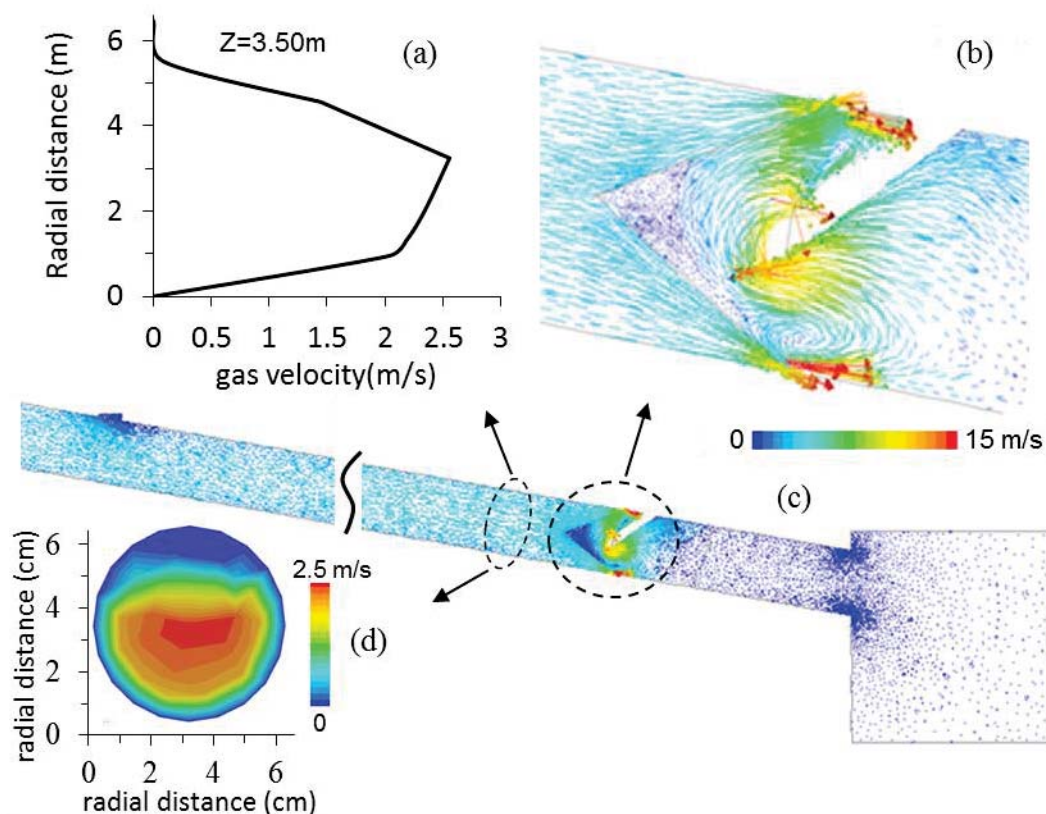 (a)
Z=3.50m
Radial distance (m)
6
4
2
0
0 0.5 1 1.5 2 2.5 3
gas velocity(m/s)
(b)
0 15 m/s
(c)
(d)
radial distance (cm)
6
4
2
0
2.5 m/s
0
0 2 4 6
radial distance (cm)